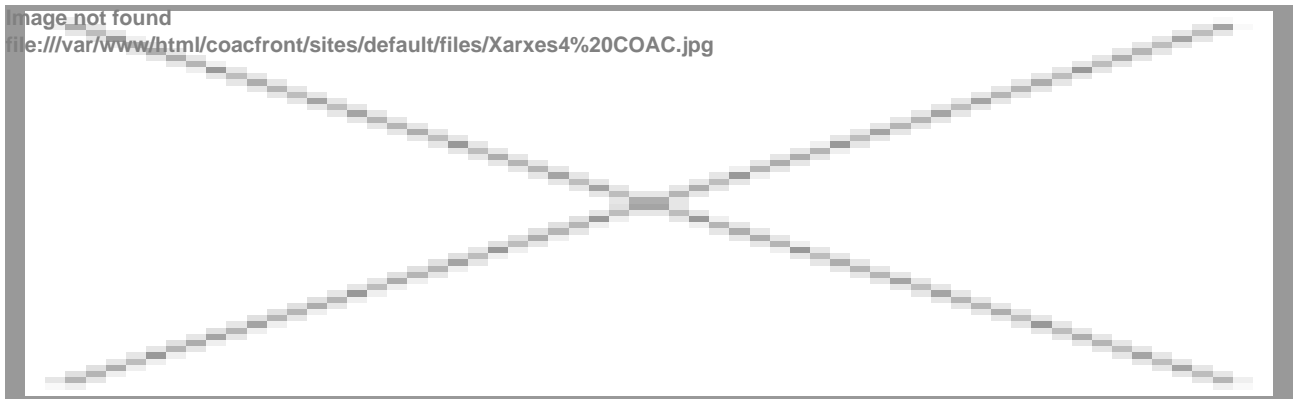 Image not found
file:///var/www/html/coacfront/sites/default/files/Xarxes4%20COAC.jpg